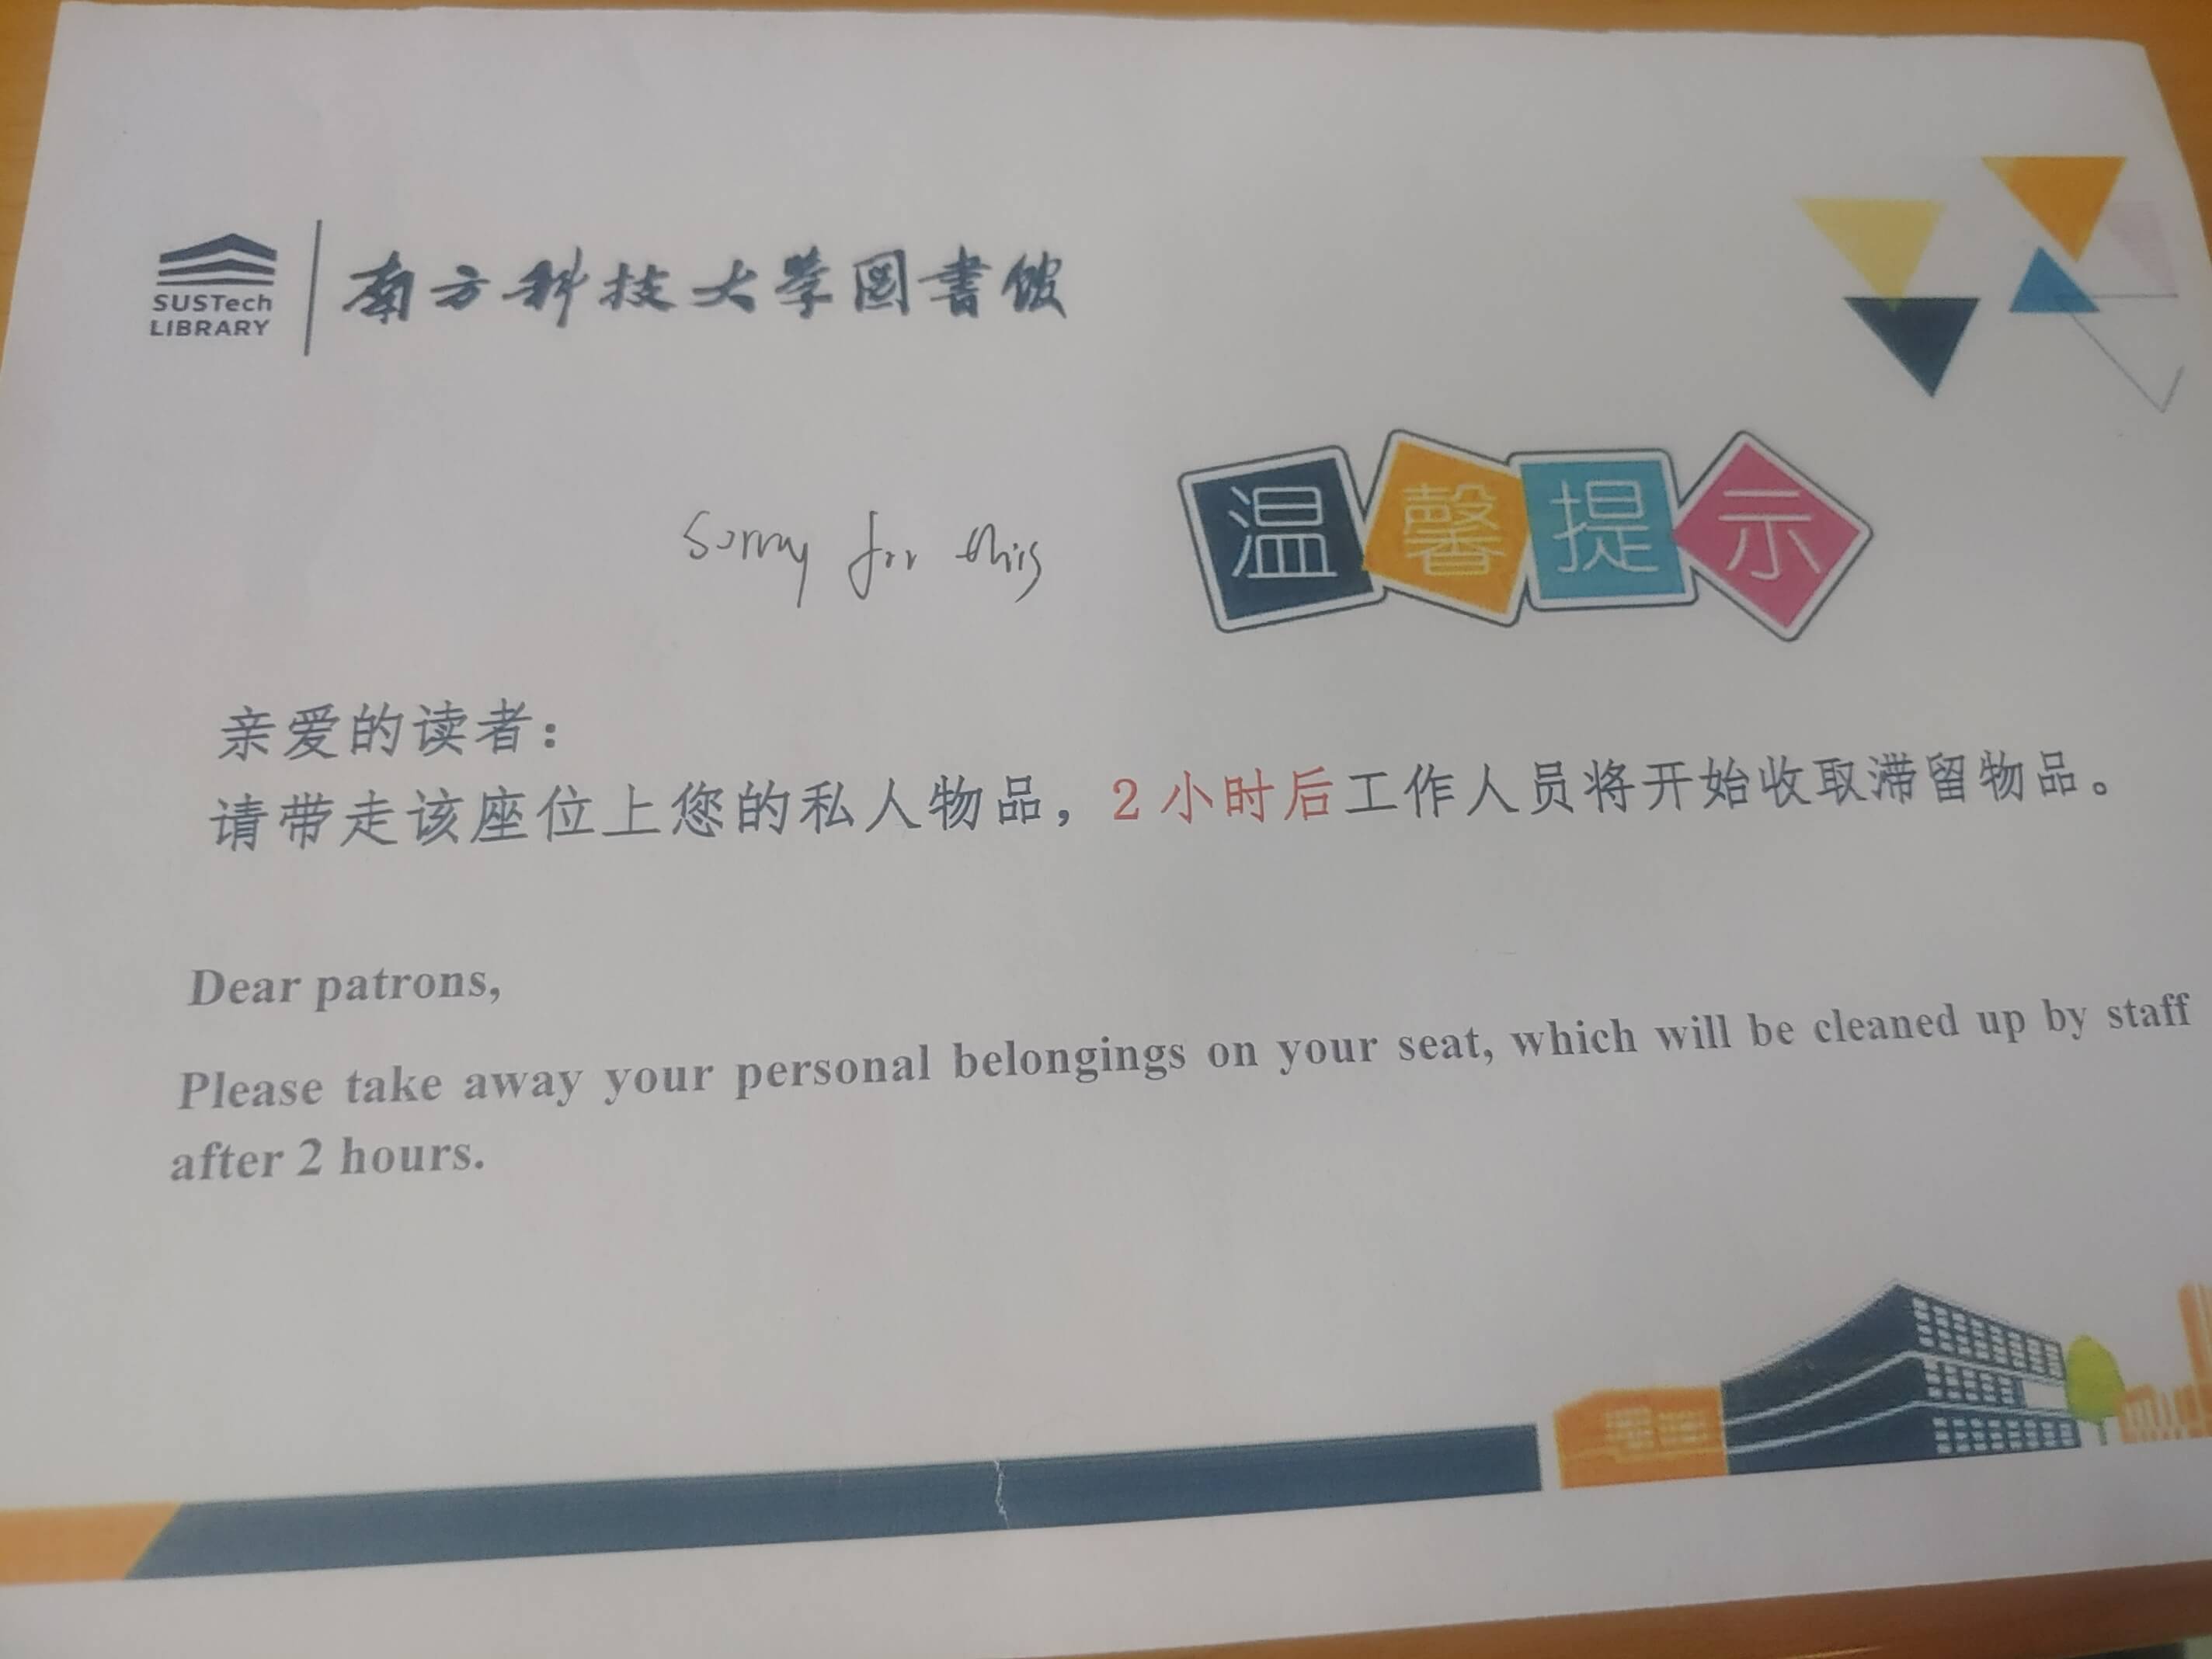 SUSTech
LIBRARY
南方科技大学図書館
Sorry for this
温馨提示
亲爱的读者：
请带走该座位上您的私人物品，2小时后工作人员将开始收取滞留物品。
Dear patrons,
Please take away your personal belongings on your seat, which will be cleaned up by staff
after 2 hours.